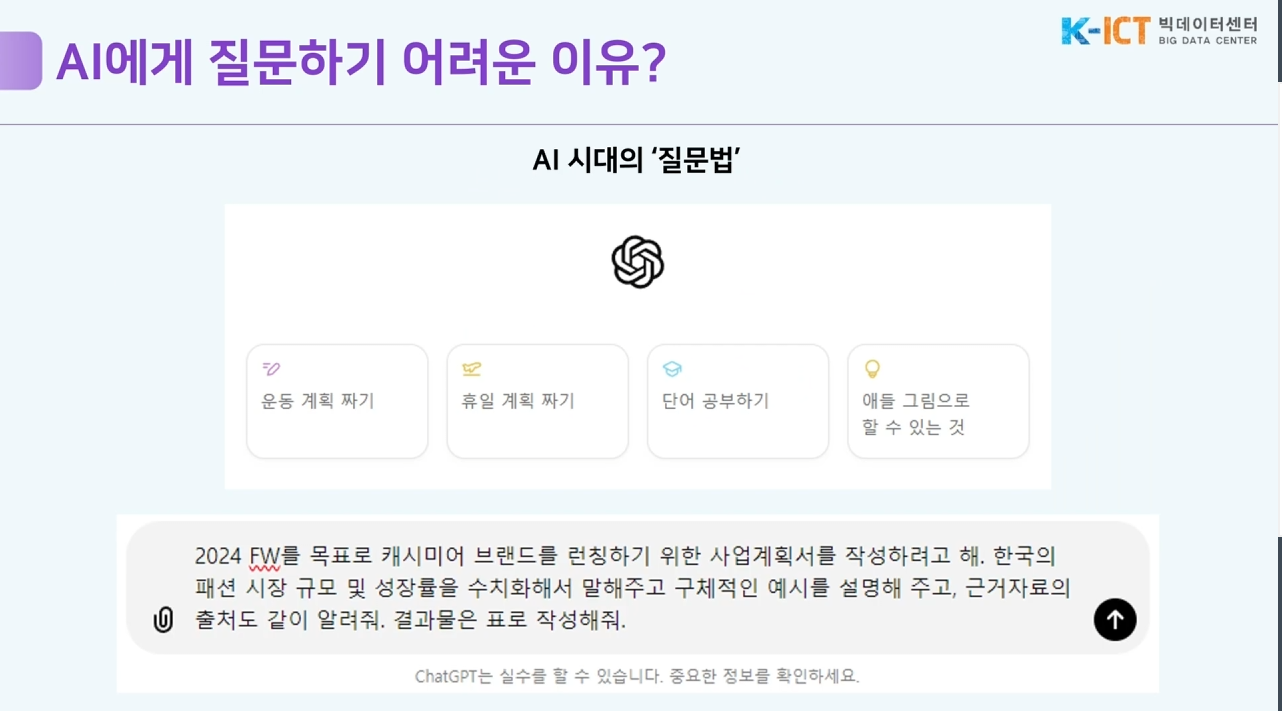 K-ICT 빅데이터센터
BIG DATA CENTER
AI에게 질문하기 어려운 이유?
AI 시대의 ‘질문법’
운동 계획 짜기
휴일 계획 짜기
단어 공부하기
애들 그림으로
할 수 있는 것
2024 FW를 목표로 캐시미어 브랜드를 런칭하기 위한 사업계획서를 작성하려고 해. 한국의
패션 시장 규모 및 성장률을 수치화해서 말해주고 구체적인 예시를 설명해 주고, 근거자료의
출처도 같이 알려줘. 결과물은 표로 작성해줘.
ChatGPT는 실수를 할 수 있습니다. 중요한 정보를 확인하세요.